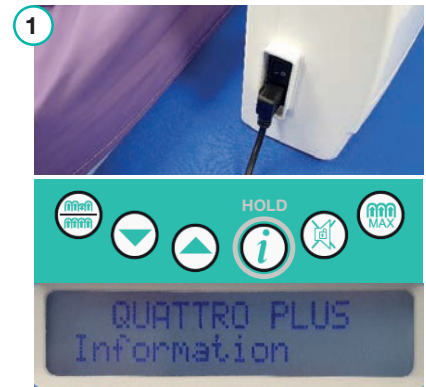 1
HOLD
i
MAX
QUATTRO PLUS
Information